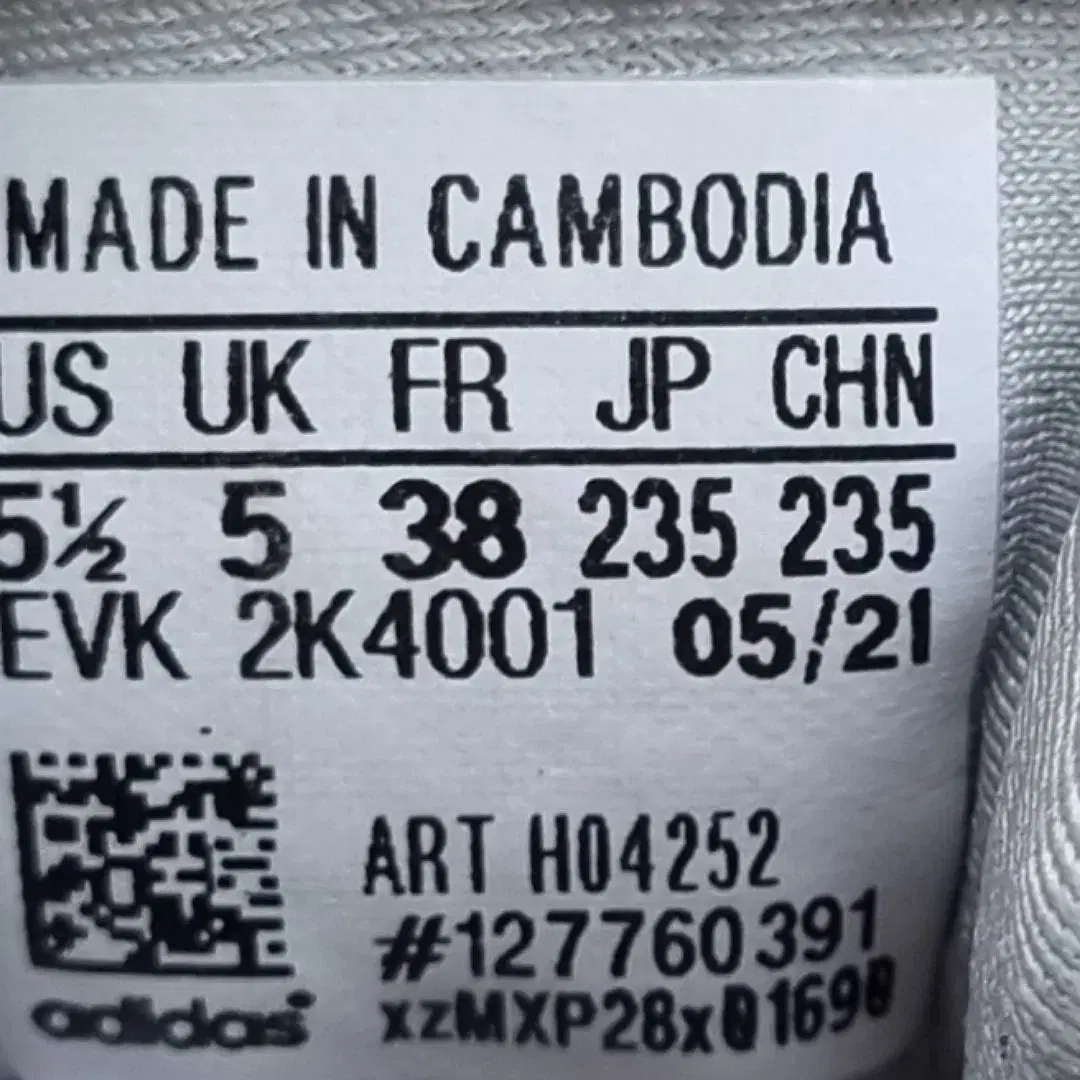 MADE IN CAMBODIA
US UK FR JP CHN
5½ 5 38 235 235
EVK 2K4001 05/21
ART H04252
#127760391
adidas